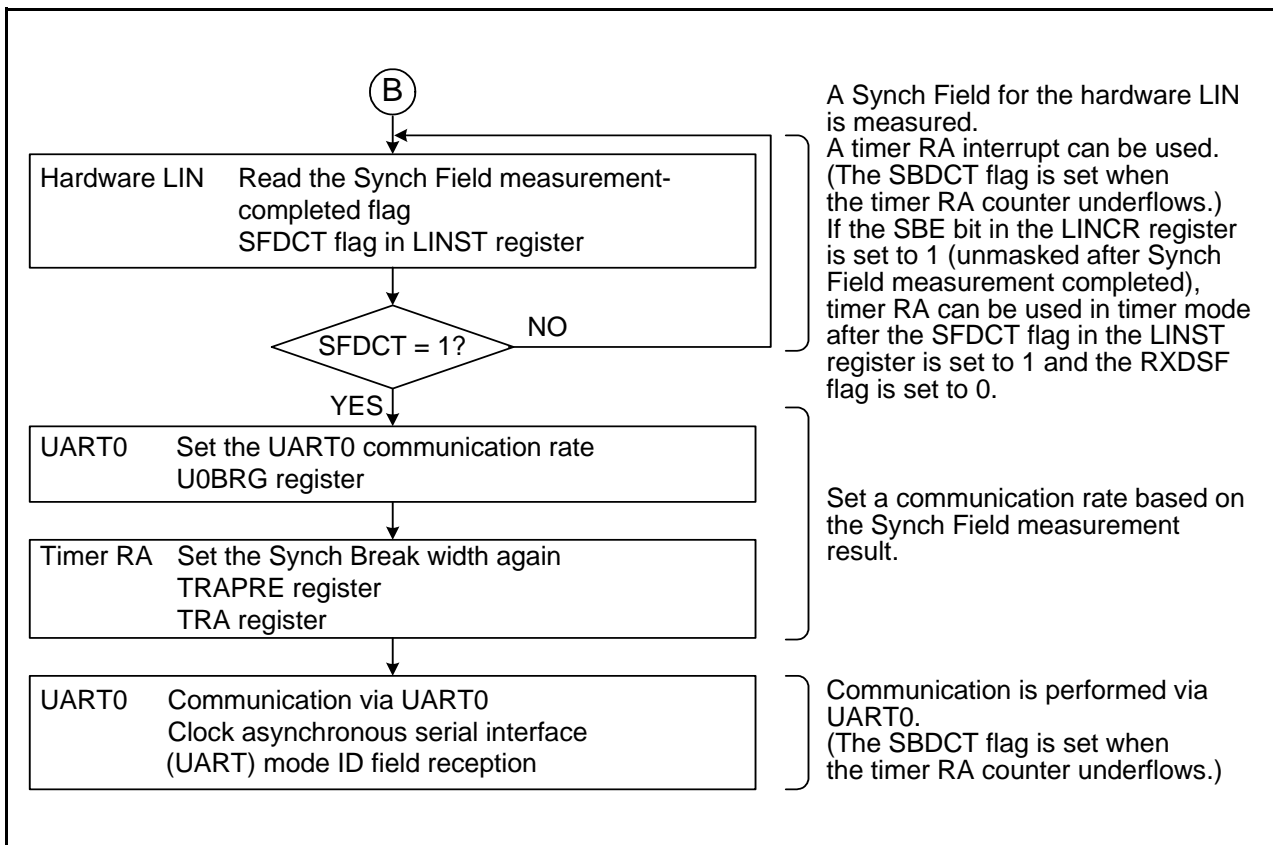 B
Hardware LIN Read the Synch Field measurement-
completed flag
SFDCT flag in LINST register
SFDCT = 1?
NO
YES
UART0 Set the UART0 communication rate
U0BRG register
Timer RA Set the Synch Break width again
TRAPRE register
TRA register
UART0 Communication via UART0
Clock asynchronous serial interface
(UART) mode ID field reception
A Synch Field for the hardware LIN
is measured.
A timer RA interrupt can be used.
(The SBDCT flag is set when
the timer RA counter underflows.)
If the SBE bit in the LINCR register
is set to 1 (unmasked after Synch
Field measurement completed),
timer RA can be used in timer mode
after the SFDCT flag in the LINST
register is set to 1 and the RXDSF
flag is set to 0.
Set a communication rate based on
the Synch Field measurement
result.
Communication is performed via
UART0.
(The SBDCT flag is set when
the timer RA counter underflows.)